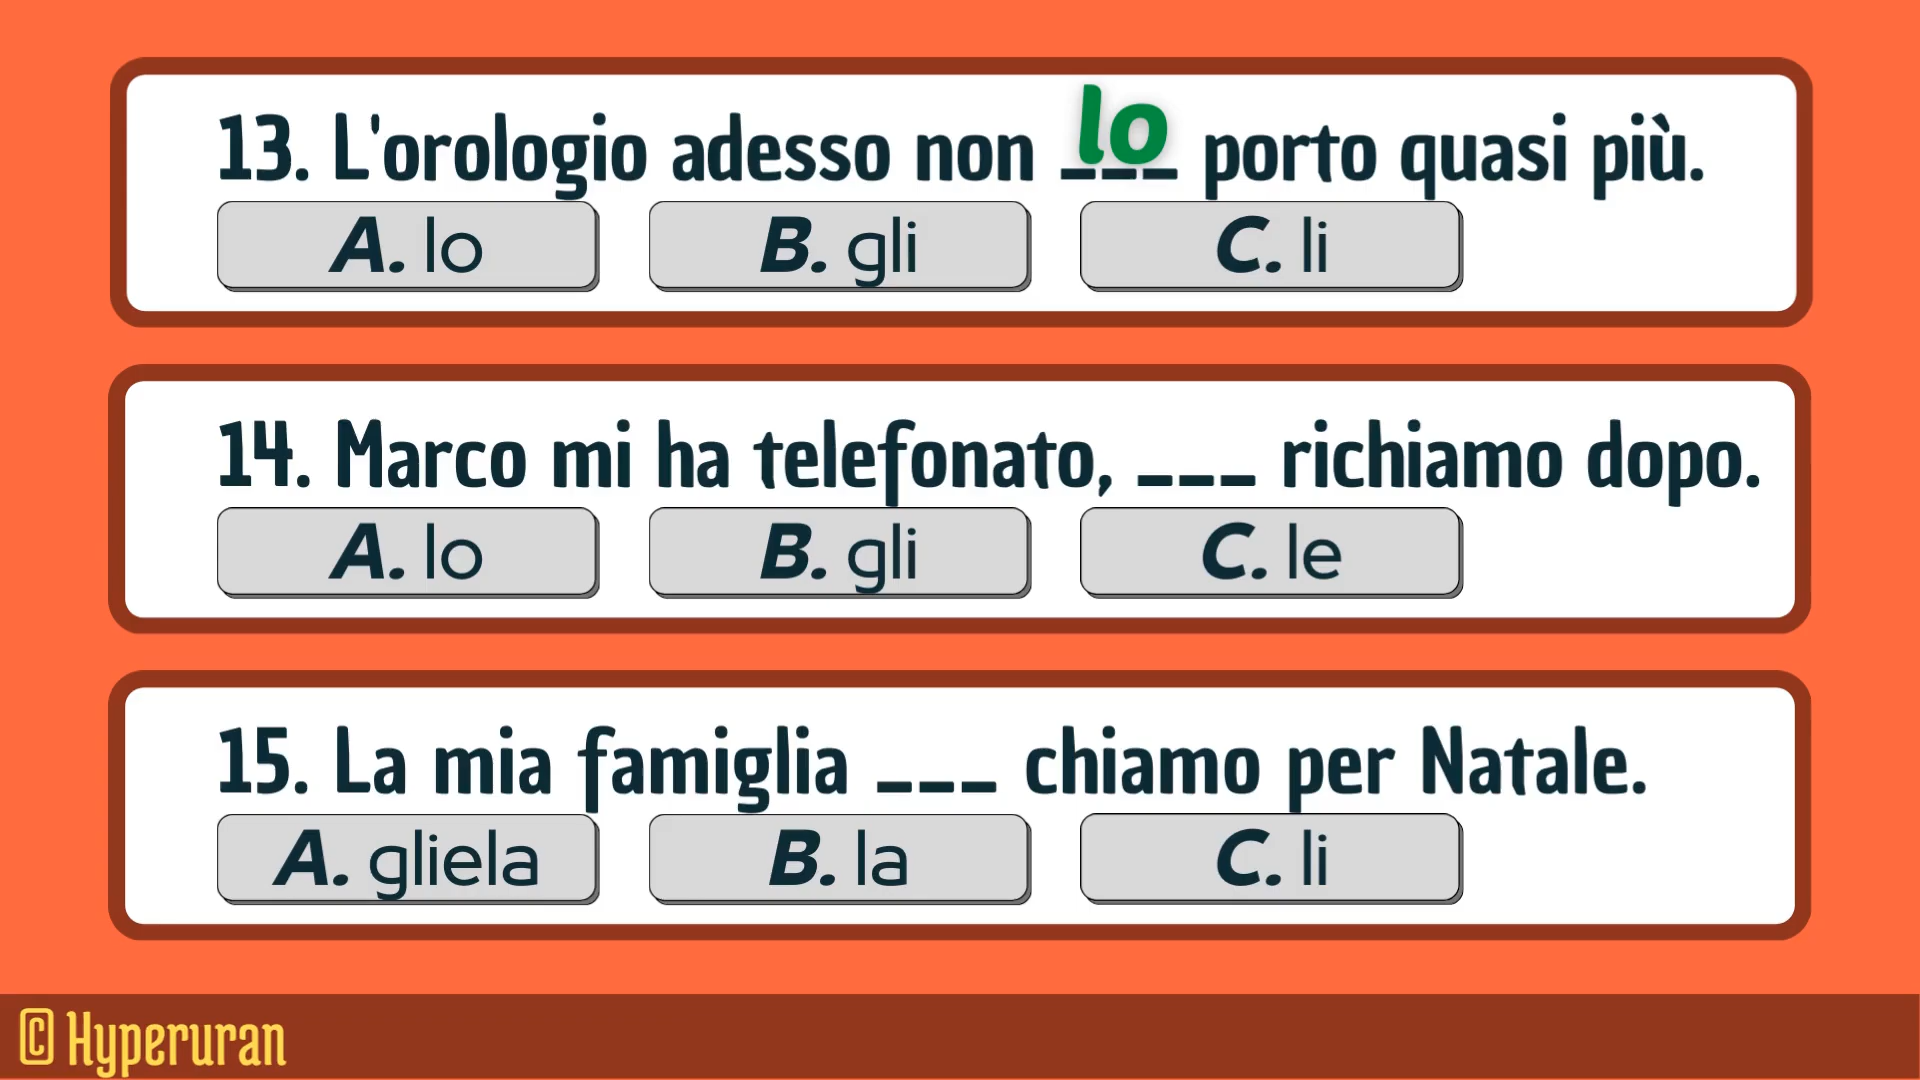 13. L'orologio adesso non lo porto quasi più.
A. lo B. gli C. li
14. Marco mi ha telefonato, ___ richiamo dopo.
A. lo B. gli C. le
15. La mia famiglia ___ chiamo per Natale.
A. gliela B. la C. li
© Hyperuran